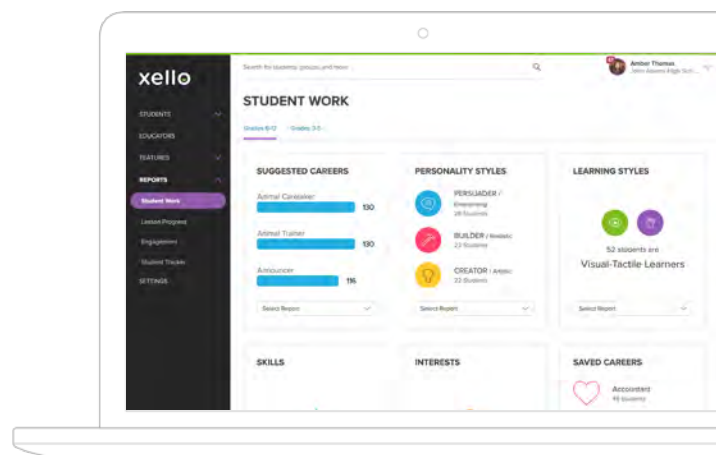 xello
Search for students, groups, and more
Amber Thomas
STUDENT WORK
Grades 6-12
Grades 3-5
STUDENTS
EDUCATORS
FEATURES
REPORTS
Student Work
Lesson Progress
Engagement
Student Tracker
SETTINGS
SUGGESTED CAREERS
Animal Caretaker
130
Animal Trainer
130
Announcer
116
Select Report
PERSONALITY STYLES
PERSUADER /
Enterprising
28 Students
BUILDER / Realistic
23 Students
CREATOR / Artistic
22 Students
Select Report
LEARNING STYLES
52 students are
Visual-Tactile Learners
Select Report
SKILLS
INTERESTS
SAVED CAREERS
Accountant